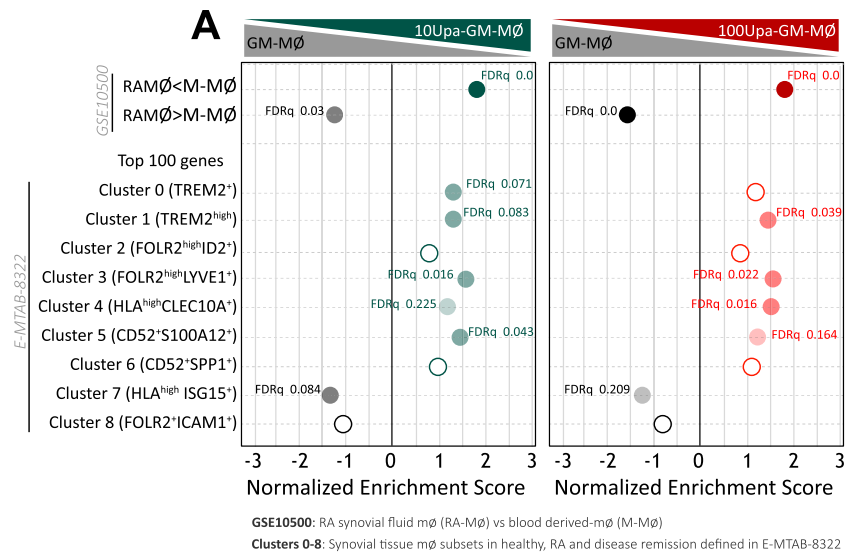 A
GM-MØ 10Upa-GM-MØ
GM-MØ 100Upa-GM-MØ
GSE10500
RAMØ<M-MØ FDRq 0.0 FDRq 0.0
RAMØ>M-MØ FDRq 0.03 FDRq 0.0
Top 100 genes
E-MTAB-8322
Cluster 0 (TREM2⁺) FDRq 0.071
Cluster 1 (TREM2ʰⁱᵍʰ) FDRq 0.083 FDRq 0.039
Cluster 2 (FOLR2ʰⁱᵍʰID2⁺)
Cluster 3 (FOLR2ʰⁱᵍʰLYVE1⁺) FDRq 0.016 FDRq 0.022
Cluster 4 (HLAʰⁱᵍʰCLEC10A⁺) FDRq 0.225 FDRq 0.016
Cluster 5 (CD52⁺S100A12⁺) FDRq 0.043 FDRq 0.164
Cluster 6 (CD52⁺SPP1⁺)
Cluster 7 (HLAʰⁱᵍʰ ISG15⁺) FDRq 0.084 FDRq 0.209
Cluster 8 (FOLR2⁺ICAM1⁺)
-3 -2 -1 0 1 2 3
-3 -2 -1 0 1 2 3
Normalized Enrichment Score
Normalized Enrichment Score
GSE10500: RA synovial fluid mø (RA-Mø) vs blood derived-mø (M-Mø)
Clusters 0-8: Synovial tissue mø subsets in healthy, RA and disease remission defined in E-MTAB-8322